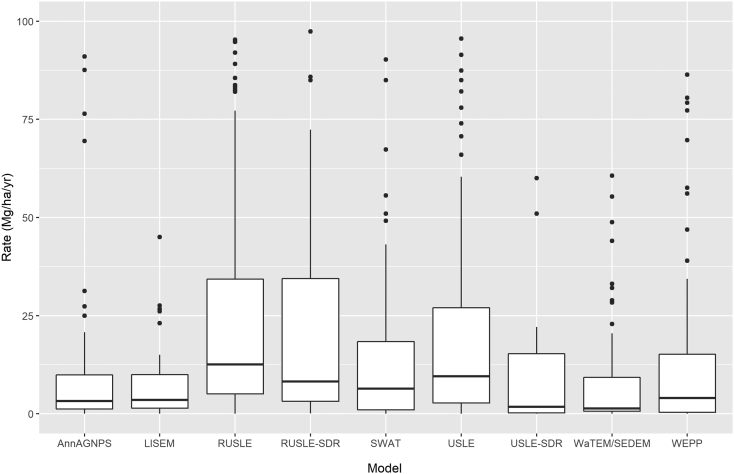 100
75
50
25
0
Rate (Mg/ha/yr)
AnnAGNPS LISEM RUSLE RUSLE-SDR SWAT USLE USLE-SDR WaTEM/SEDEM WEPP
Model